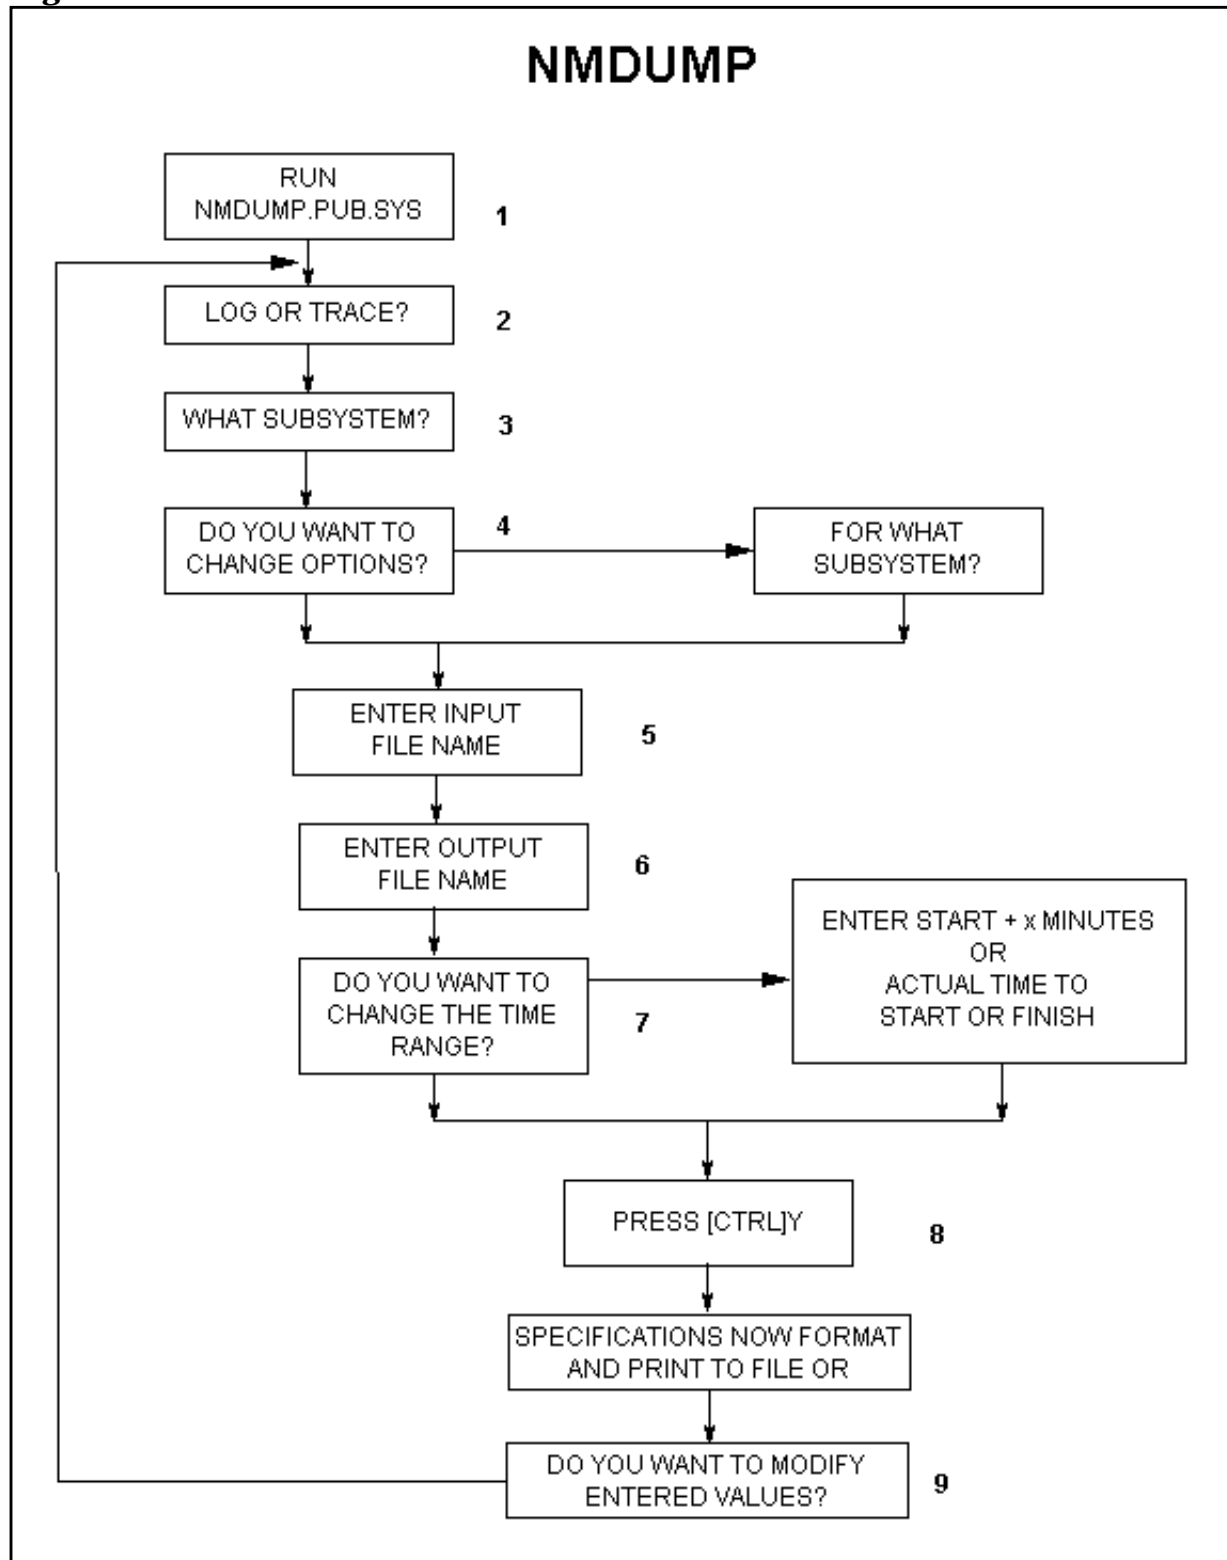 NMDUMP
RUN
NMDUMP.PUB.SYS
1
LOG OR TRACE?
2
WHAT SUBSYSTEM?
3
DO YOU WANT TO
CHANGE OPTIONS?
4
FOR WHAT
SUBSYSTEM?
ENTER INPUT
FILE NAME
5
ENTER OUTPUT
FILE NAME
6
DO YOU WANT TO
CHANGE THE TIME
RANGE?
7
ENTER START + x MINUTES
OR
ACTUAL TIME TO
START OR FINISH
PRESS [CTRL]Y
8
SPECIFICATIONS NOW FORMAT
AND PRINT TO FILE OR
DO YOU WANT TO MODIFY
ENTERED VALUES?
9